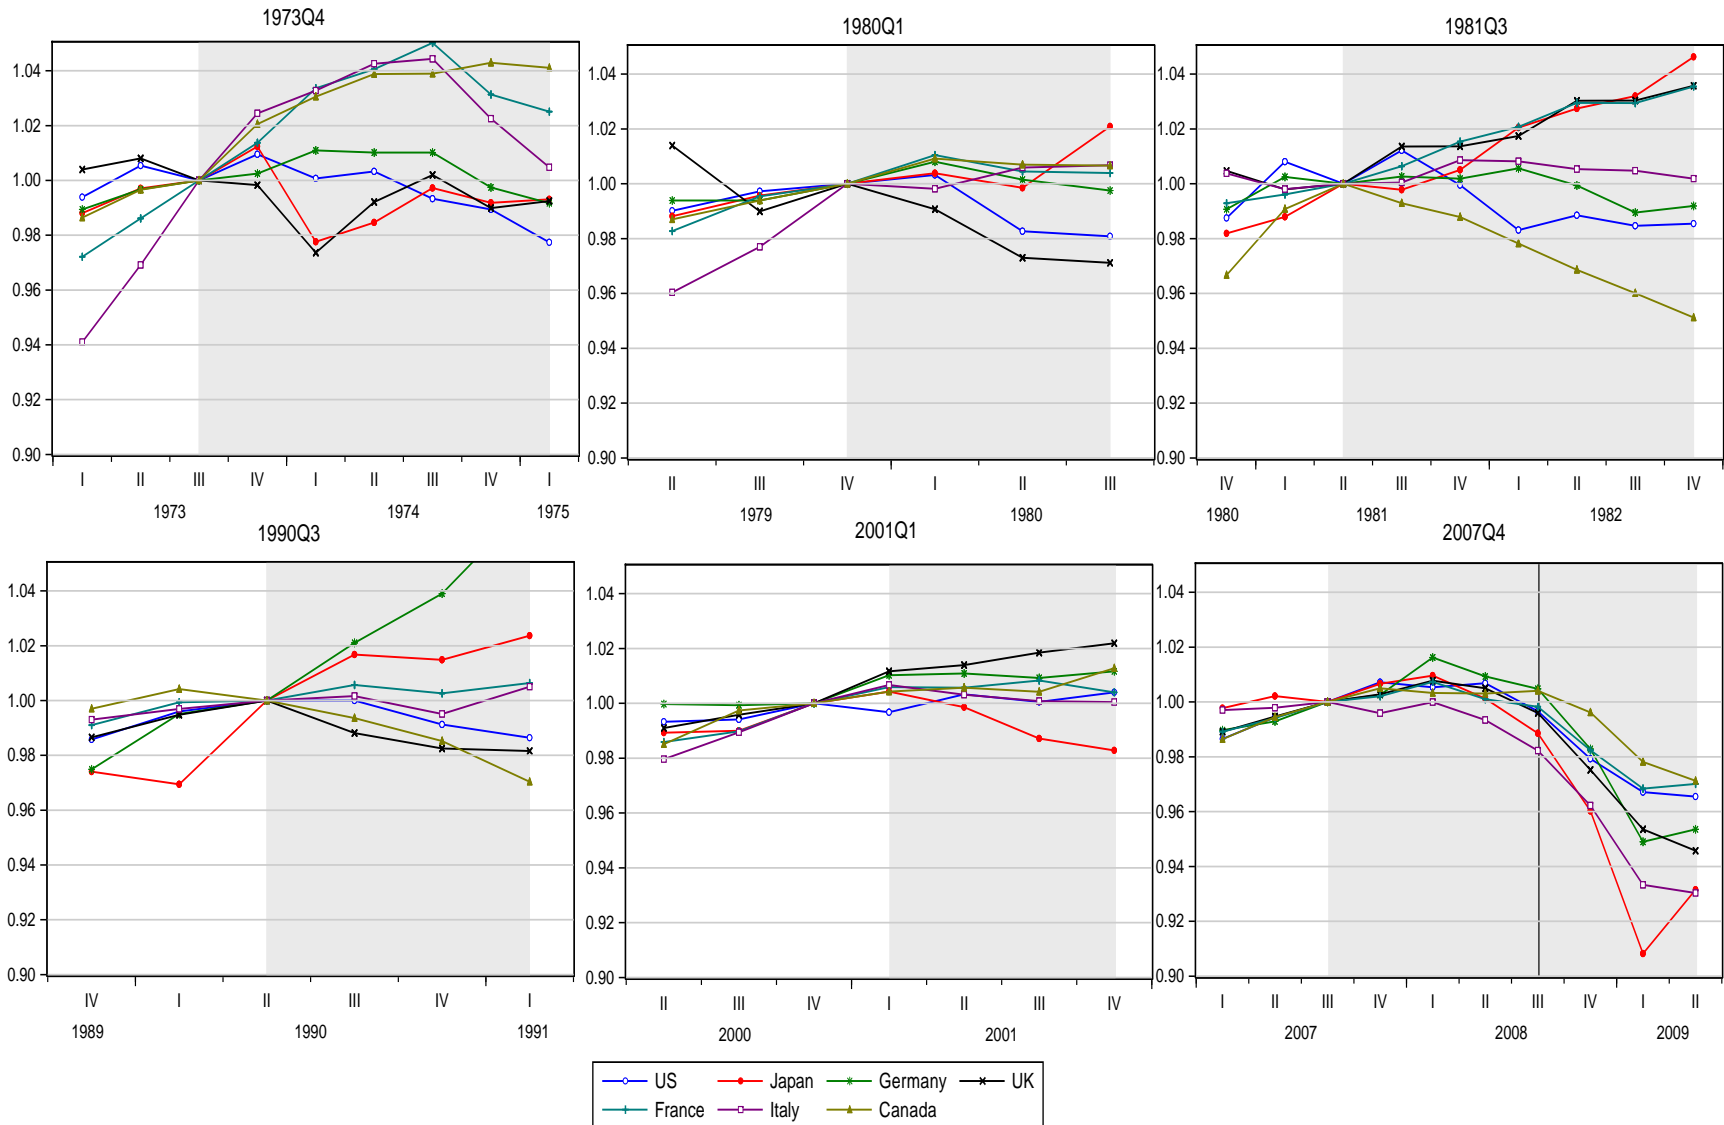 1973Q4
1980Q1
1981Q3
1.04
1.02
1.00
0.98
0.96
0.94
0.92
0.90
I II III IV I II III IV I
1973 1974 1975
1.04
1.02
1.00
0.98
0.96
0.94
0.92
0.90
II III IV I II III
1979 1980
1.04
1.02
1.00
0.98
0.96
0.94
0.92
0.90
IV I II III IV I II III IV
1980 1981 1982
1990Q3
2001Q1
2007Q4
1.04
1.02
1.00
0.98
0.96
0.94
0.92
0.90
IV I II III IV I
1989 1990 1991
1.04
1.02
1.00
0.98
0.96
0.94
0.92
0.90
II III IV I II III IV
2000 2001
1.04
1.02
1.00
0.98
0.96
0.94
0.92
0.90
I II III IV I II III IV I II
2007 2008 2009
US Japan Germany UK
France Italy Canada